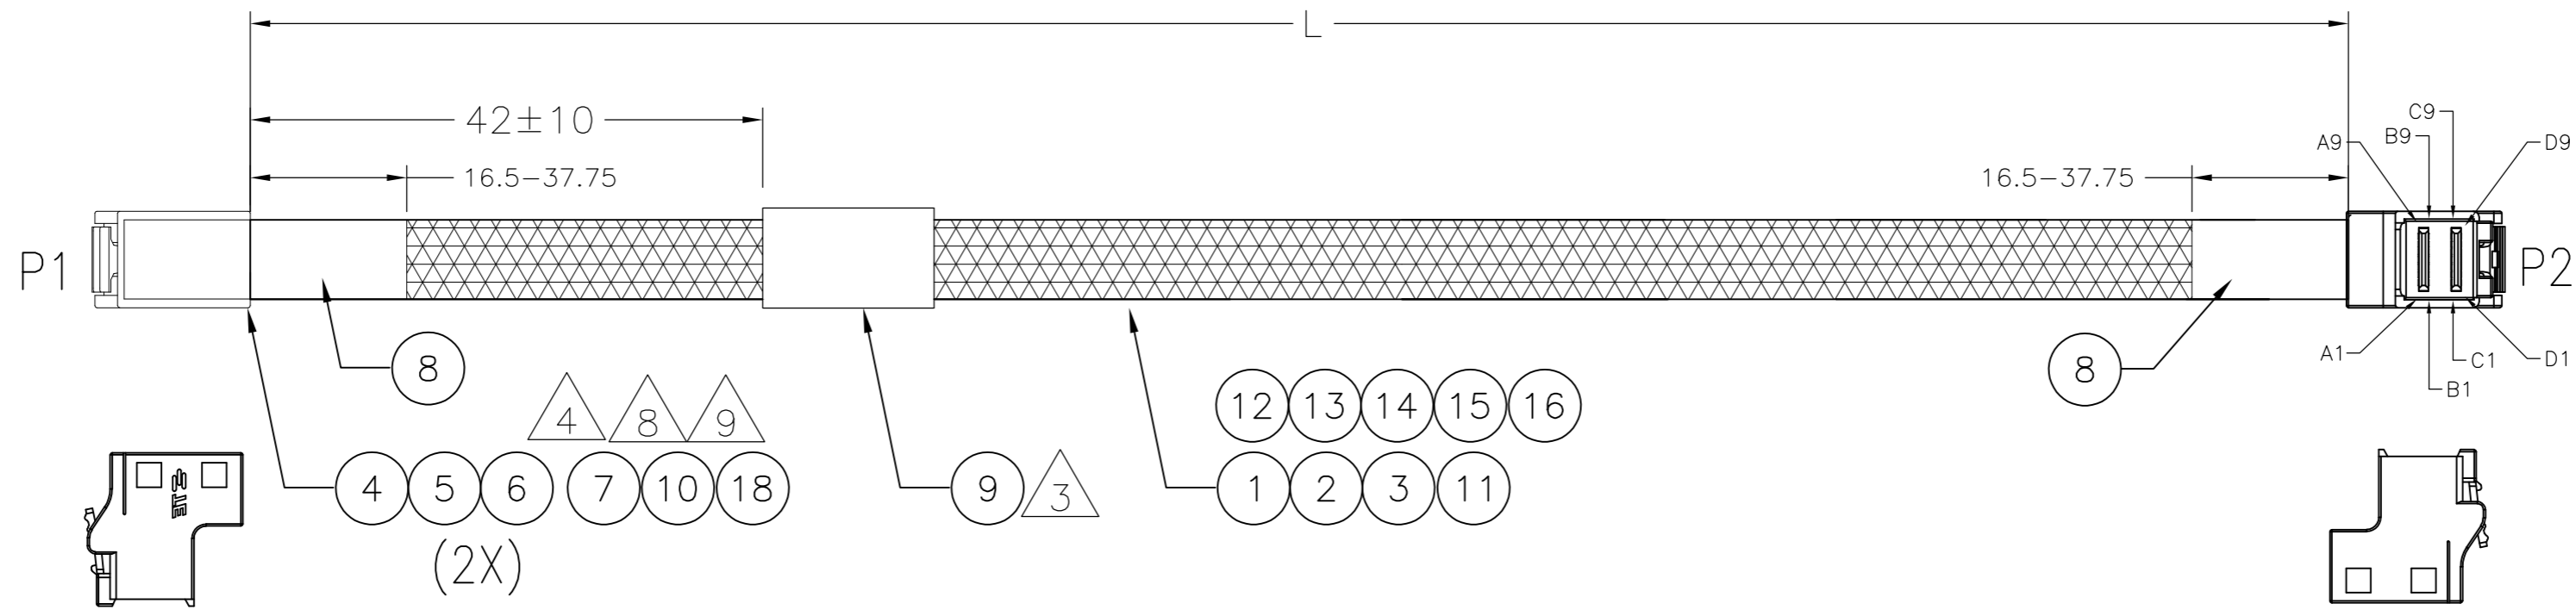 L
42±10
C9
B9
A9
D9
16.5–37.75
16.5–37.75
P1
P2
A1
C1
D1
B1
8
8
4 8 9
12 13 14 15 16
4 5 6 7 10 18
9 3
1 2 3 11
(2X)
TE